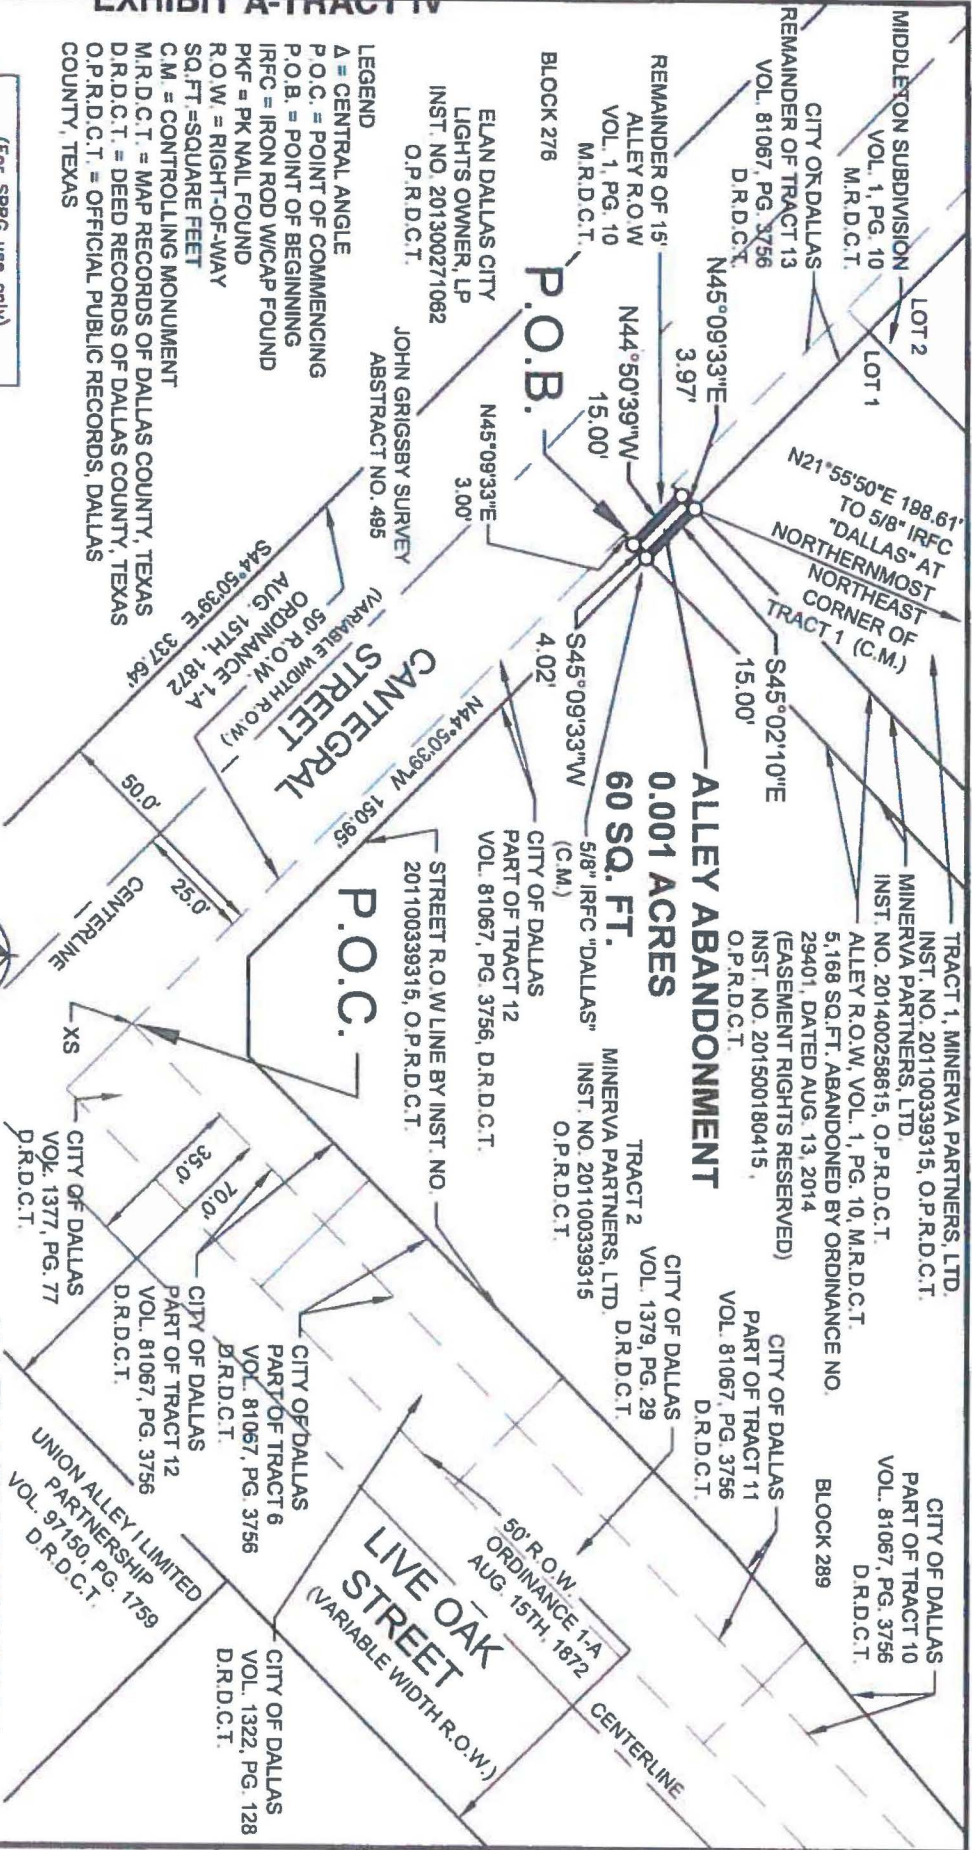 EXHIBIT A-TRACT IV
MIDDLETON SUBDIVISION
VOL. 1, PG. 10
M.R.D.C.T.
LOT 2
LOT 1
CITY OF DALLAS
REMAINDER OF TRACT 13
VOL. 81067, PG. 3756
D.R.D.C.T.
REMAINDER OF 15'
ALLEY R.O.W
VOL. 1, PG. 10
M.R.D.C.T.
BLOCK 276
N45°09'33"E
3.97'
N44°50'39"W
15.00'
P.O.B.
N45°09'33"E
3.00'
N21°55'50"E 198.61'
TO 5/8" IRFC
"DALLAS" AT
NORTHERNMOST
NORTHEAST
CORNER OF
TRACT 1 (C.M.)
S45°02'10"E
15.00'
S45°09'33"W
4.02'
ALLEY ABANDONMENT
0.001 ACRES
60 SQ. FT.
5/8" IRFC "DALLAS"
(C.M.)
TRACT 1, MINERVA PARTNERS, LTD.
INST. NO. 201100339315, O.P.R.D.C.T.
MINERVA PARTNERS, LTD.
INST. NO. 201400258615, O.P.R.D.C.T.
ALLEY R.O.W, VOL. 1, PG. 10, M.R.D.C.T.
5,168 SQ.FT. ABANDONED BY ORDINANCE NO.
29401, DATED AUG. 13, 2014
(EASEMENT RIGHTS RESERVED)
INST. NO. 201500180415,
O.P.R.D.C.T.
CITY OF DALLAS
PART OF TRACT 12
VOL. 81067, PG. 3756, D.R.D.C.T.
TRACT 2
MINERVA PARTNERS, LTD.
INST. NO. 201100339315
O.P.R.D.C.T.
CITY OF DALLAS
VOL. 1379, PG. 29
D.R.D.C.T.
CITY OF DALLAS
PART OF TRACT 11
VOL. 81067, PG. 3756
D.R.D.C.T.
BLOCK 289
CITY OF DALLAS
PART OF TRACT 10
VOL. 81067, PG. 3756
D.R.D.C.T.
ELAN DALLAS CITY
LIGHTS OWNER, LP
INST. NO. 201300271062
O.P.R.D.C.T.
JOHN GRIGSBY SURVEY
ABSTRACT NO. 495
LEGEND
Δ = CENTRAL ANGLE
P.O.C. = POINT OF COMMENCING
P.O.B. = POINT OF BEGINNING
IRFC = IRON ROD W/CAP FOUND
PKF = PK NAIL FOUND
R.O.W. = RIGHT-OF-WAY
SQ.FT.=SQUARE FEET
C.M. = CONTROLLING MONUMENT
M.R.D.C.T. = MAP RECORDS OF DALLAS COUNTY, TEXAS
D.R.D.C.T. = DEED RECORDS OF DALLAS COUNTY, TEXAS
O.P.R.D.C.T. = OFFICIAL PUBLIC RECORDS, DALLAS
COUNTY, TEXAS
S44°50'39"E 337.64'
50' R.O.W.
ORDINANCE 1-A
AUG. 15TH, 1872
CANTEGRAL
STREET
(VARIABLE WIDTH R.O.W.)
N44°50'39"W 150.95'
50.0'
25.0'
CENTERLINE
P.O.C.
STREET R.O.W LINE BY INST. NO.
201100339315, O.P.R.D.C.T.
XS
35.0'
70.0'
CITY OF DALLAS
VOL. 1377, PG. 77
D.R.D.C.T.
CITY OF DALLAS
PART OF TRACT 12
VOL. 81067, PG. 3756
D.R.D.C.T.
CITY OF DALLAS
PART OF TRACT 6
VOL. 81067, PG. 3756
D.R.D.C.T.
50' R.O.W.
ORDINANCE 1-A
AUG. 15TH, 1872
LIVE OAK
STREET
(VARIABLE WIDTH R.O.W.)
CENTERLINE
UNION ALLEY I LIMITED
PARTNERSHIP
VOL. 97150, PG. 1759
D.R.D.C.T.
CITY OF DALLAS
VOL. 1322, PG. 128
D.R.D.C.T.
(For SPRG use only)